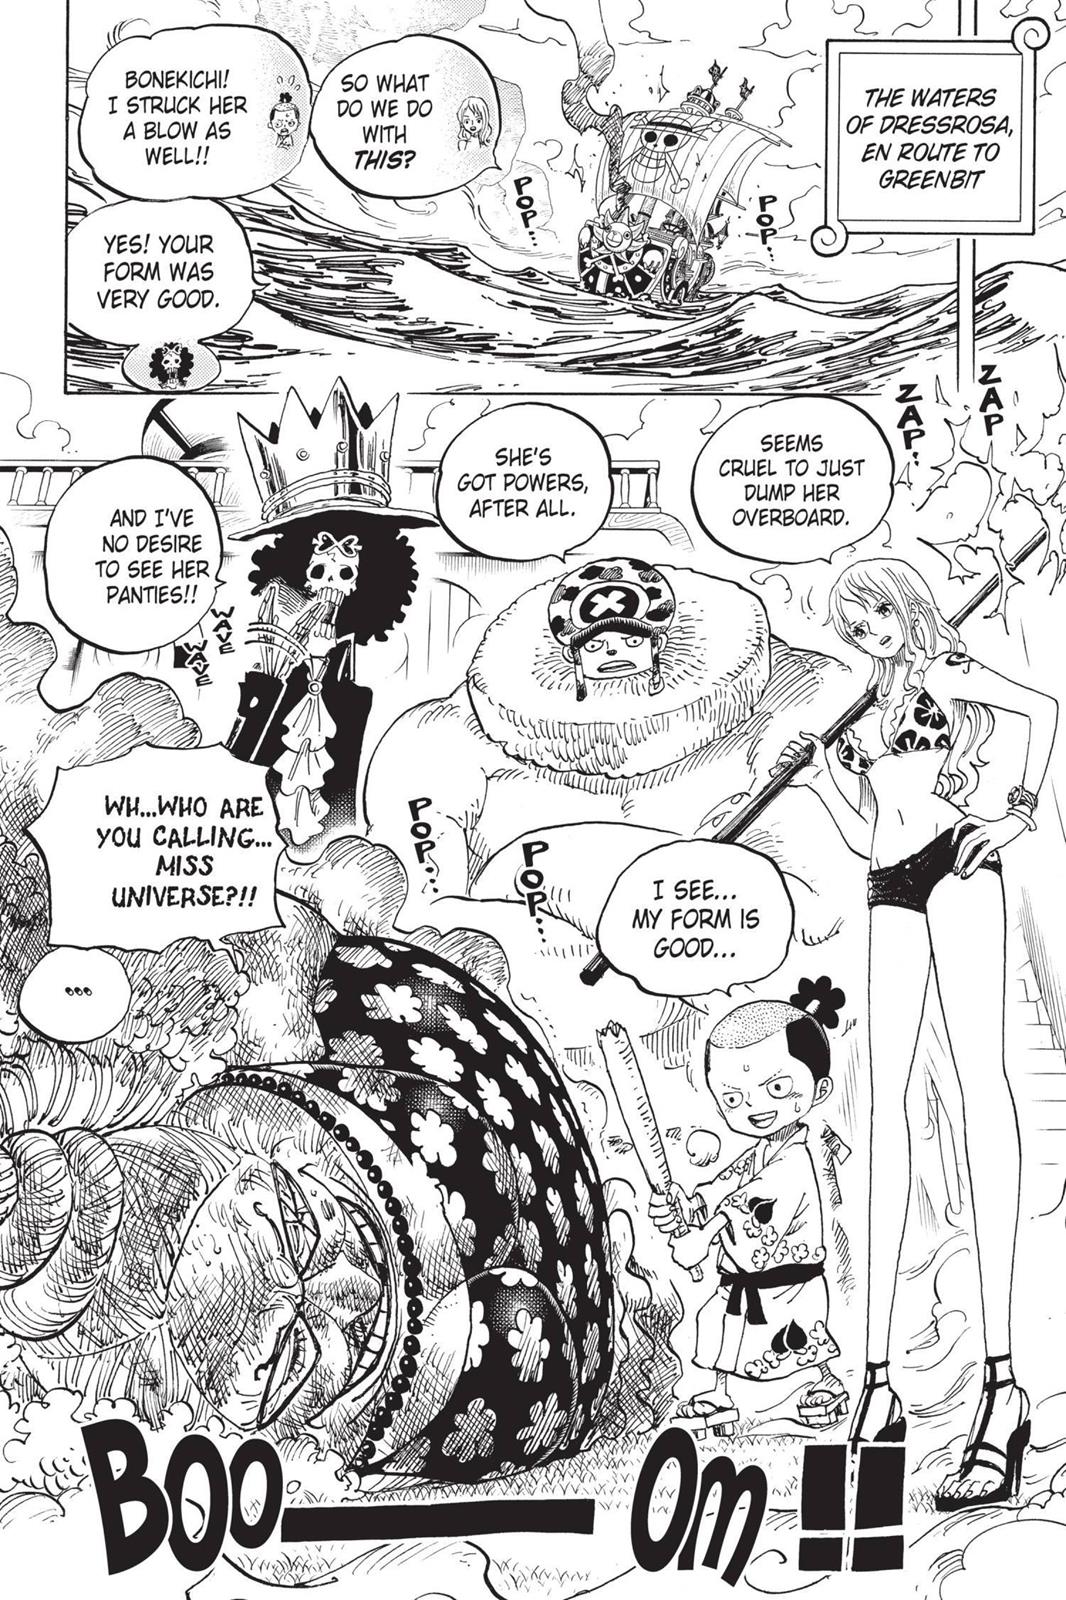 THE WATERS
OF DRESSROSA,
EN ROUTE TO
GREENBIT
SO WHAT
DO WE DO
WITH
THIS?
BONEKICHI!
I STRUCK HER
A BLOW AS
WELL!!
POP...
POP...
YES! YOUR
FORM WAS
VERY GOOD.
ZAP
ZAP.
SEEMS
CRUEL TO JUST
DUMP HER
OVERBOARD.
SHE'S
GOT POWERS,
AFTER ALL.
AND I'VE
NO DESIRE
TO SEE HER
PANTIES!!
WAVE
WAVE
WH...WHO ARE
YOU CALLING...
MISS
UNIVERSE?!!
POP...
POP...
I SEE...
MY FORM IS
GOOD...
...
BOO OM!!